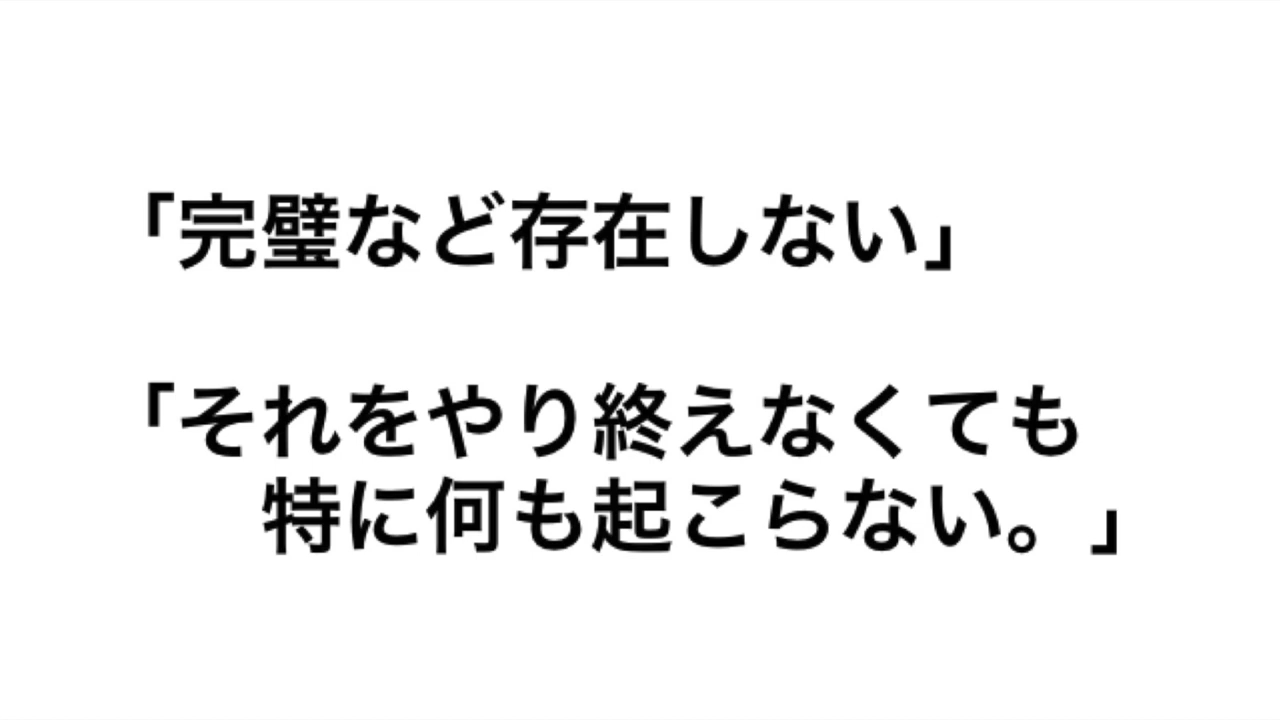 「完璧など存在しない」
「それをやり終えなくても
特に何も起こらない。」